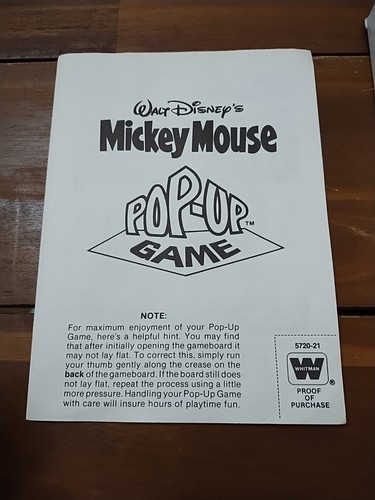 WALT DISNEY'S
Mickey Mouse
POP-UP™
GAME
NOTE:
For maximum enjoyment of your Pop-Up
Game, here's a helpful hint. You may find
that after initially opening the gameboard it
may not lay flat. To correct this, simply run
your thumb gently along the crease on the
back of the gameboard. If the board still does
not lay flat, repeat the process using a little
more pressure. Handling your Pop-Up Game
with care will insure hours of playtime fun.
5720-21
W
WHITMAN
®
PROOF
OF
PURCHASE